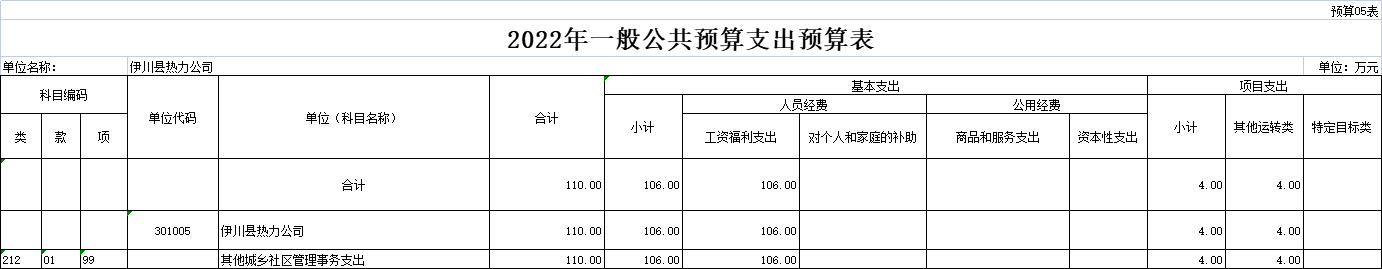 预算05表
2022年一般公共预算支出预算表
单位名称： 伊川县热力公司 单位：万元
科目编码 单位代码 单位（科目名称） 合计 基本支出 项目支出
小计 人员经费 公用经费 小计 其他运转类 特定目标类
类 款 项 工资福利支出 对个人和家庭的补助 商品和服务支出 资本性支出
合计 110.00 106.00 106.00 4.00 4.00
301005 伊川县热力公司 110.00 106.00 106.00 4.00 4.00
212 01 99 其他城乡社区管理事务支出 110.00 106.00 106.00 4.00 4.00